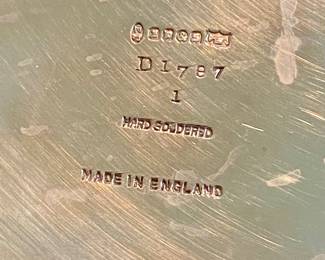 D1787
1
HARD SOLDERED
MADE IN ENGLAND